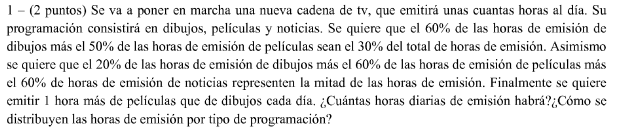 1 – (2 puntos) Se va a poner en marcha una nueva cadena de tv, que emitirá unas cuantas horas al día. Su
programación consistirá en dibujos, películas y noticias. Se quiere que el 60% de las horas de emisión de
dibujos más el 50% de las horas de emisión de películas sean el 30% del total de horas de emisión. Asimismo
se quiere que el 20% de las horas de emisión de dibujos más el 60% de las horas de emisión de películas más
el 60% de horas de emisión de noticias representen la mitad de las horas de emisión. Finalmente se quiere
emitir 1 hora más de películas que de dibujos cada día. ¿Cuántas horas diarias de emisión habrá?¿Cómo se
distribuyen las horas de emisión por tipo de programación?